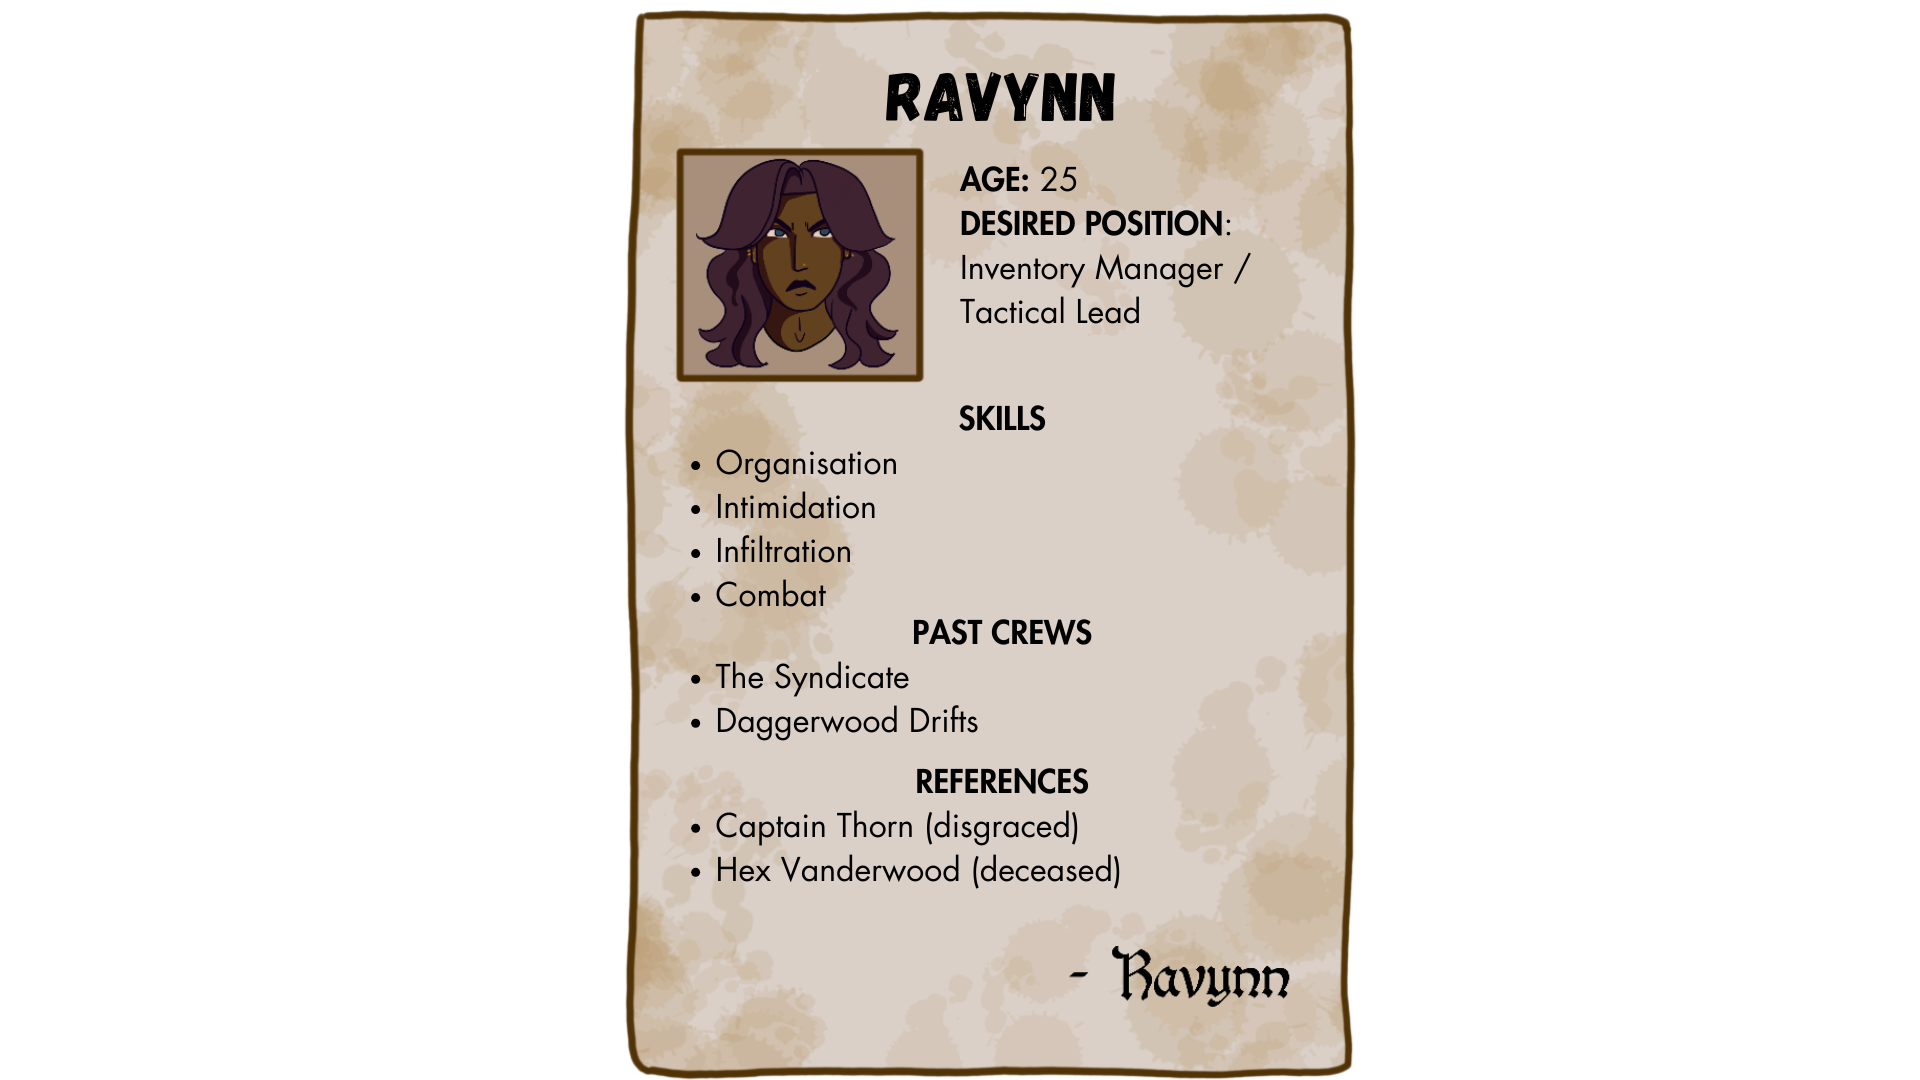 RAVYNN
AGE: 25
DESIRED POSITION:
Inventory Manager /
Tactical Lead
SKILLS
• Organisation
• Intimidation
• Infiltration
• Combat
PAST CREWS
• The Syndicate
• Daggerwood Drifts
REFERENCES
• Captain Thorn (disgraced)
• Hex Vanderwood (deceased)
- Ravynn